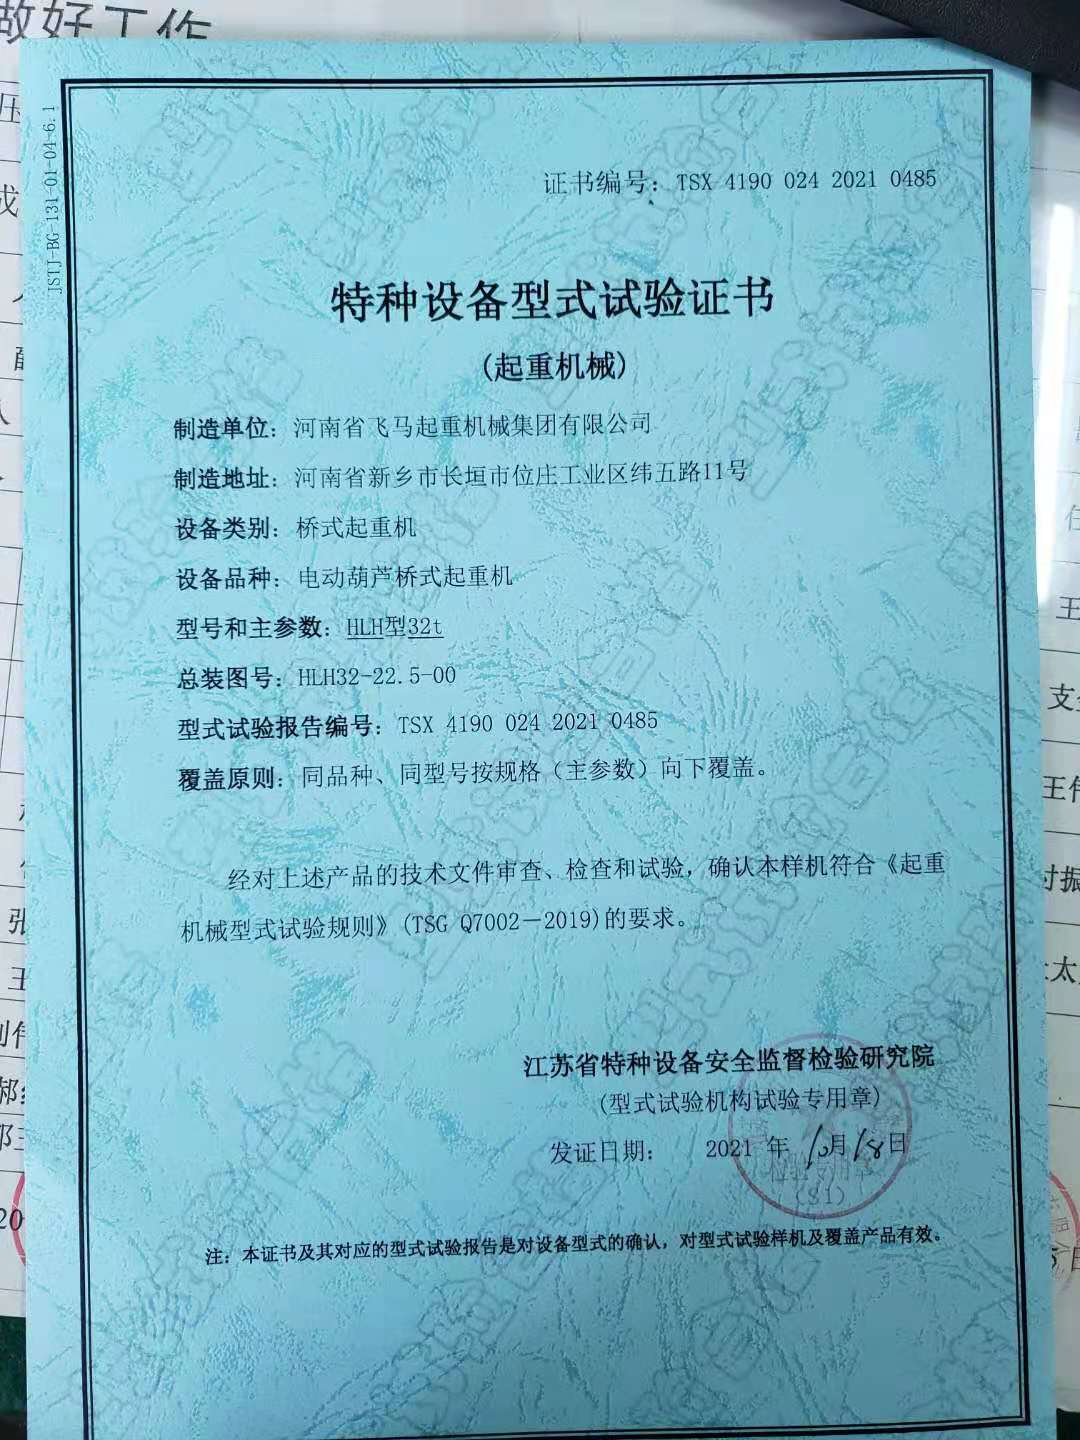 做好工作
JSTJ-BG-131-01-04-6.1
证书编号：TSX 4190 024 2021 0485
特种设备型式试验证书
(起重机械)
制造单位：河南省飞马起重机械集团有限公司
制造地址：河南省新乡市长垣市位庄工业区纬五路11号
设备类别：桥式起重机
设备品种：电动葫芦桥式起重机
型号和主参数：HLH型32t
总装图号：HLH32-22.5-00
型式试验报告编号：TSX 4190 024 2021 0485
覆盖原则：同品种、同型号按规格（主参数）向下覆盖。
经对上述产品的技术文件审查、检查和试验，确认本样机符合《起重
机械型式试验规则》(TSG Q7002－2019)的要求。
江苏省特种设备安全监督检验研究院
(型式试验机构试验专用章)
发证日期： 2021 年 10月18日
(S1)
注：本证书及其对应的型式试验报告是对设备型式的确认，对型式试验样机及覆盖产品有效。